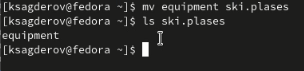 [ksagderov@fedora ~]$ mv equipment ski.plases
[ksagderov@fedora ~]$ ls ski.plases
equipment
[ksagderov@fedora ~]$